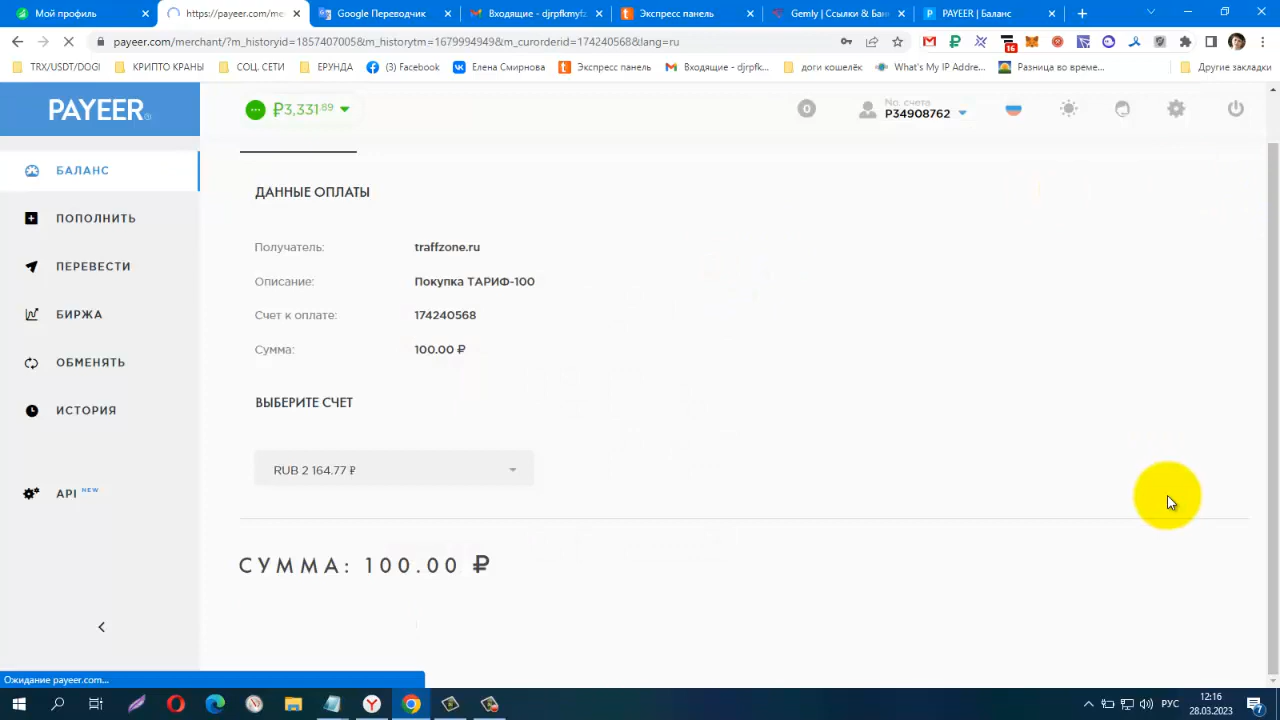 Мой профиль
https://payeer.com/me
Google Переводчик
Входящие - djrpfkmyfz
Экспресс панель
Gemly | Ссылки & Бан
PAYEER | Баланс
payeer.com/merchant/?m_historyid=1857407005&m_historytm=1679994949&m_curorderid=174240568&lang=ru
16
TRX/USDT/DOGI
КРИПТО КРАНЫ
СОЦ. СЕТИ
ЕРУНДА
(3) Facebook
Елена Смирнова
Экспресс панель
Входящие - djrpfk...
доги кошелёк
What's My IP Addre...
Разница во време...
Другие закладки
PAYEER
₽3,331.89
0
No. счета
P34908762
БАЛАНС
ПОПОЛНИТЬ
ПЕРЕВЕСТИ
БИРЖА
ОБМЕНЯТЬ
ИСТОРИЯ
API NEW
ДАННЫЕ ОПЛАТЫ
Получатель: traffzone.ru
Описание: Покупка ТАРИФ-100
Счет к оплате: 174240568
Сумма: 100.00 ₽
ВЫБЕРИТЕ СЧЕТ
RUB 2 164.77 ₽
СУММА: 100.00 ₽
Ожидание payeer.com...
РУС
12:16
28.03.2023
7